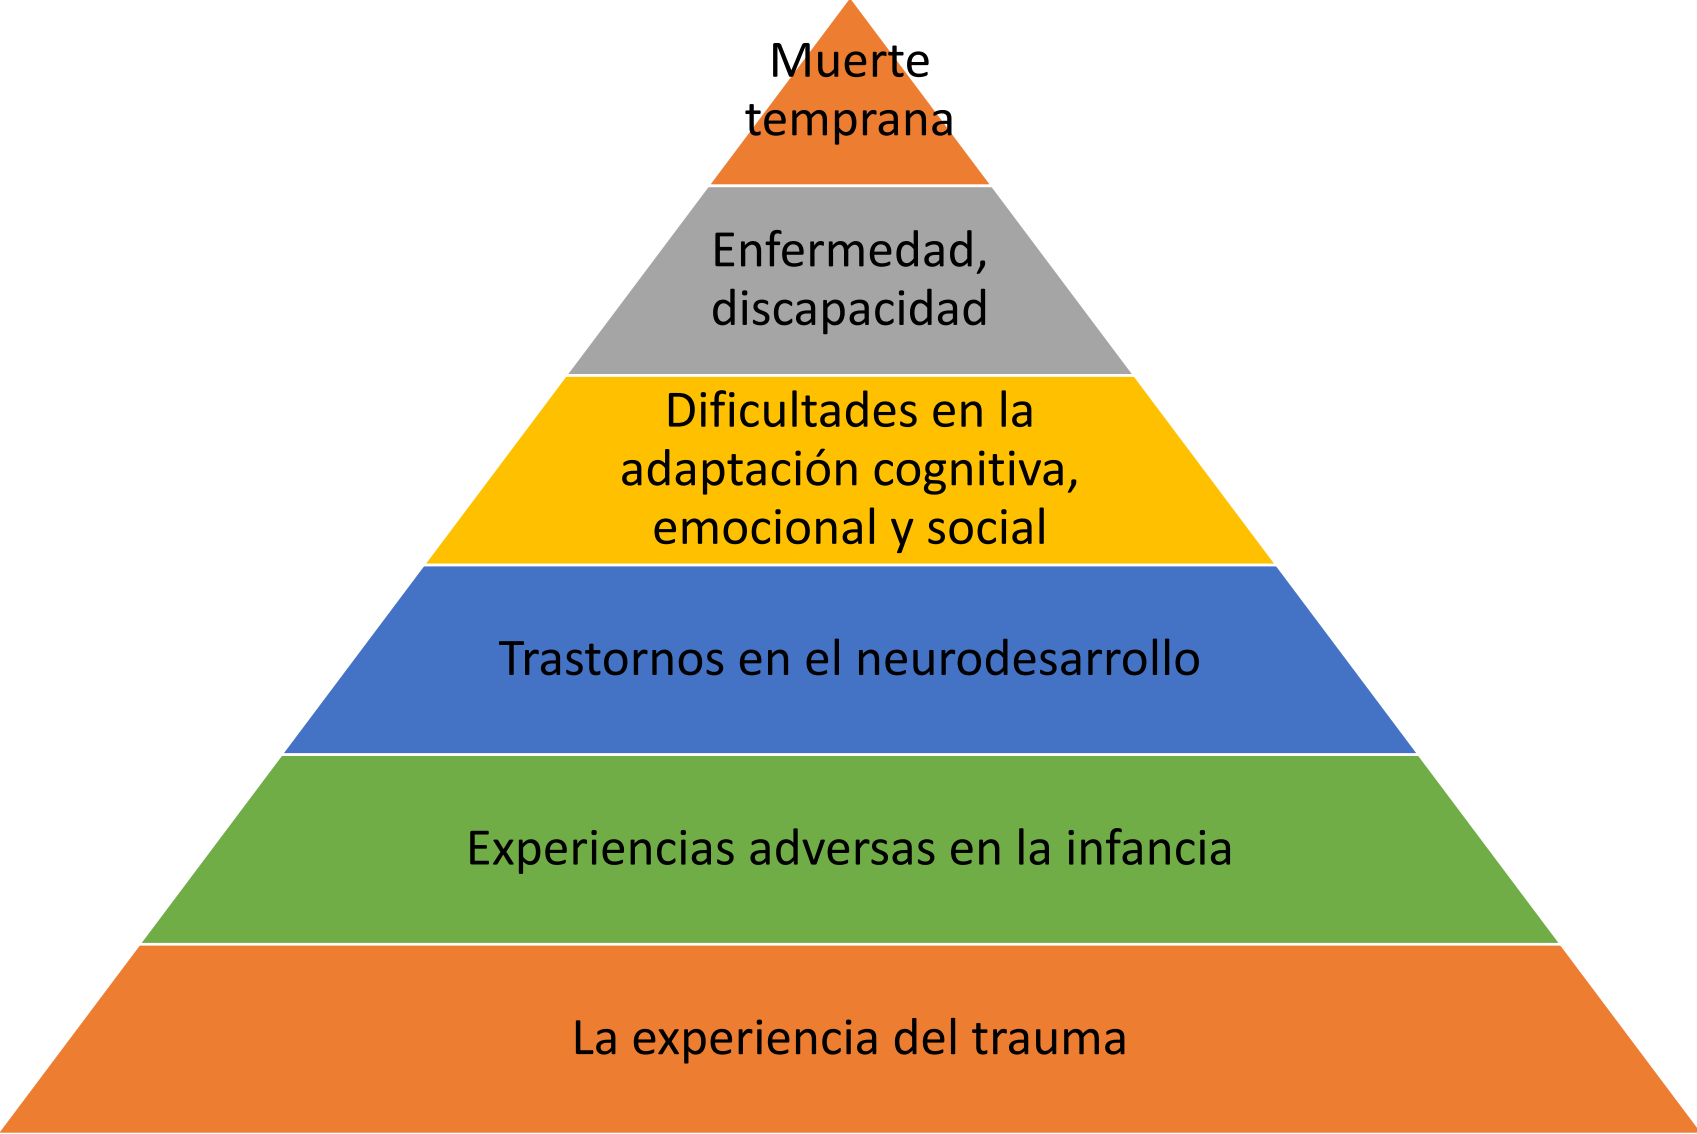 Muerte
temprana
Enfermedad,
discapacidad
Dificultades en la
adaptación cognitiva,
emocional y social
Trastornos en el neurodesarrollo
Experiencias adversas en la infancia
La experiencia del trauma